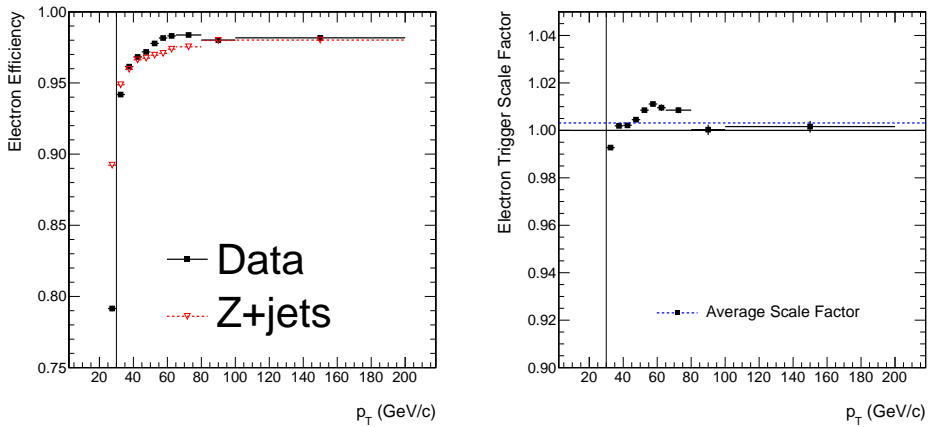 Electron Efficiency
1.00
0.95
0.90
0.85
0.80
0.75
Data
Z+jets
20 40 60 80 100 120 140 160 180 200
p_T (GeV/c)
Electron Trigger Scale Factor
1.04
1.02
1.00
0.98
0.96
0.94
0.92
0.90
Average Scale Factor
20 40 60 80 100 120 140 160 180 200
p_T (GeV/c)